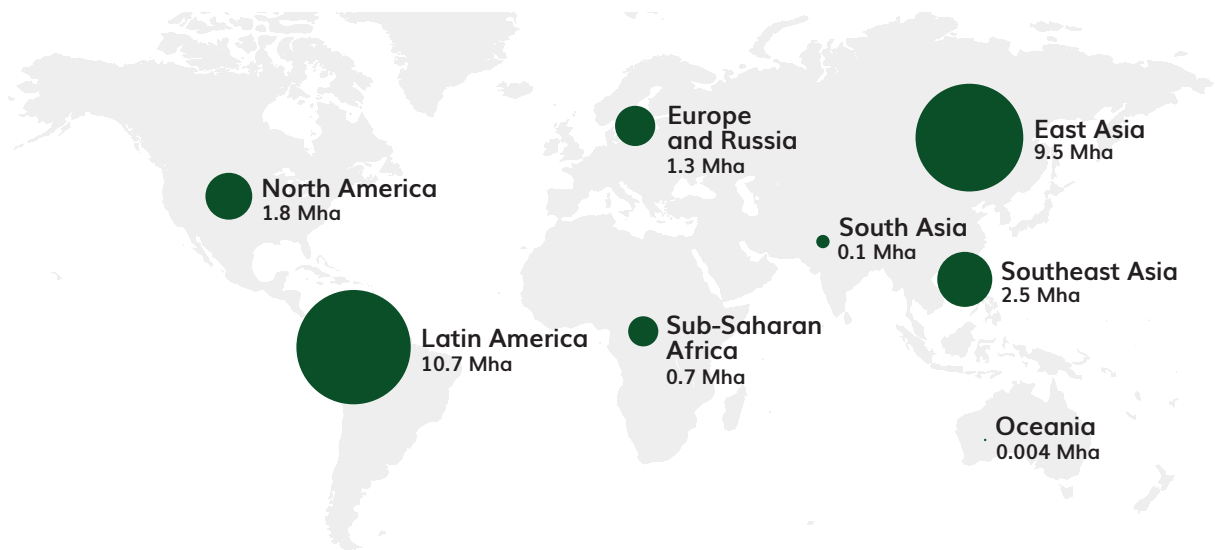 Europe
and Russia
1.3 Mha
East Asia
9.5 Mha
North America
1.8 Mha
South Asia
0.1 Mha
Southeast Asia
2.5 Mha
Latin America
10.7 Mha
Sub-Saharan
Africa
0.7 Mha
Oceania
0.004 Mha